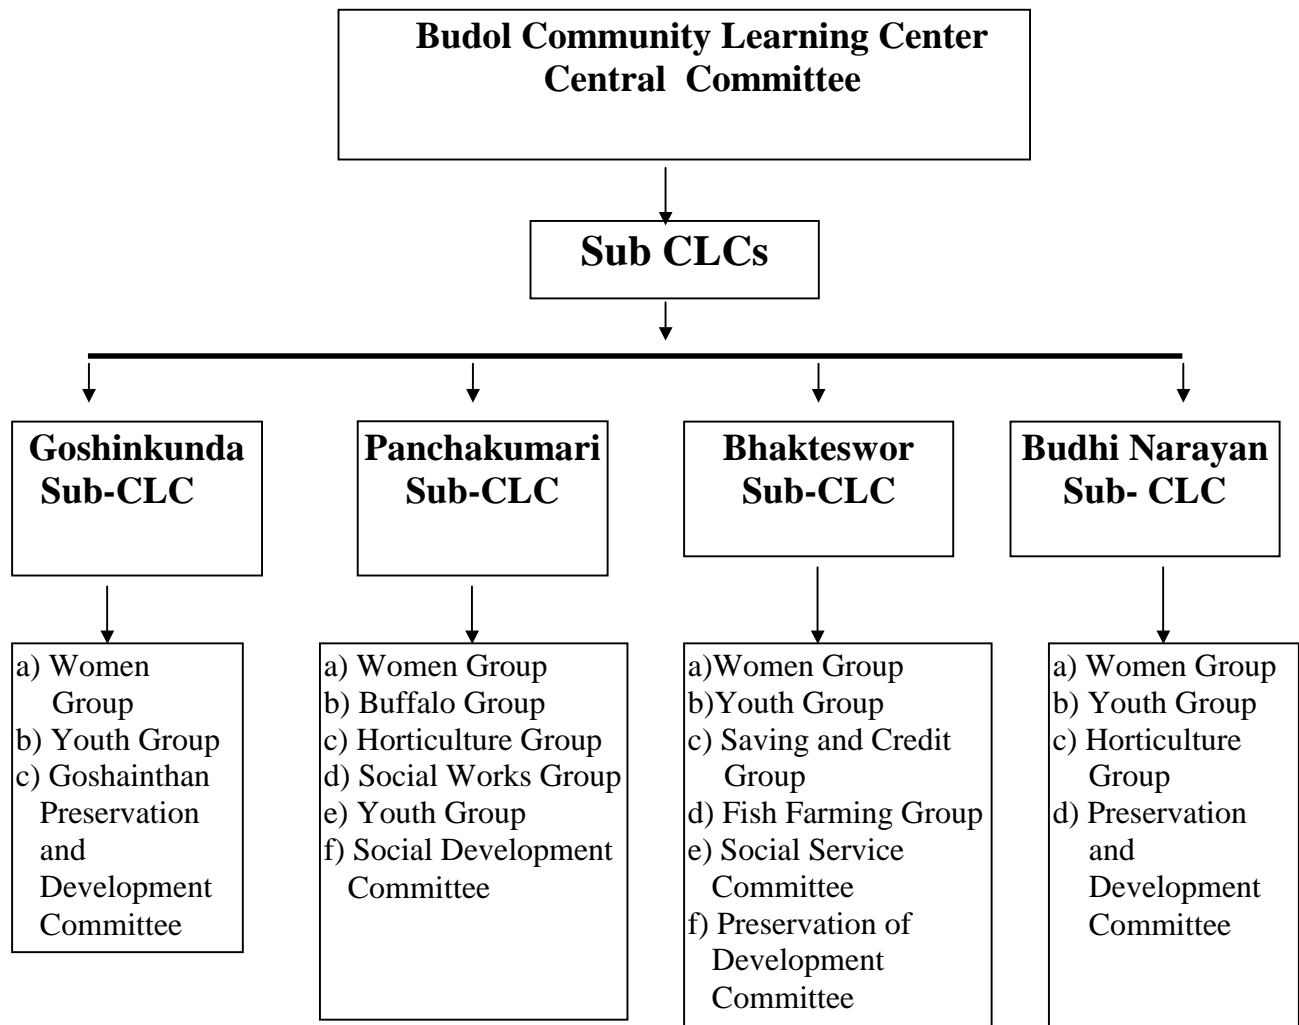 Budol Community Learning Center
Central Committee
Sub CLCs
Goshinkunda
Sub-CLC
Panchakumari
Sub-CLC
Bhakteswor
Sub-CLC
Budhi Narayan
Sub- CLC
a) Women
Group
b) Youth Group
c) Goshainthan
Preservation
and
Development
Committee
a) Women Group
b) Buffalo Group
c) Horticulture Group
d) Social Works Group
e) Youth Group
f) Social Development
Committee
a)Women Group
b)Youth Group
c) Saving and Credit
Group
d) Fish Farming Group
e) Social Service
Committee
f) Preservation of
Development
Committee
a) Women Group
b) Youth Group
c) Horticulture
Group
d) Preservation
and
Development
Committee